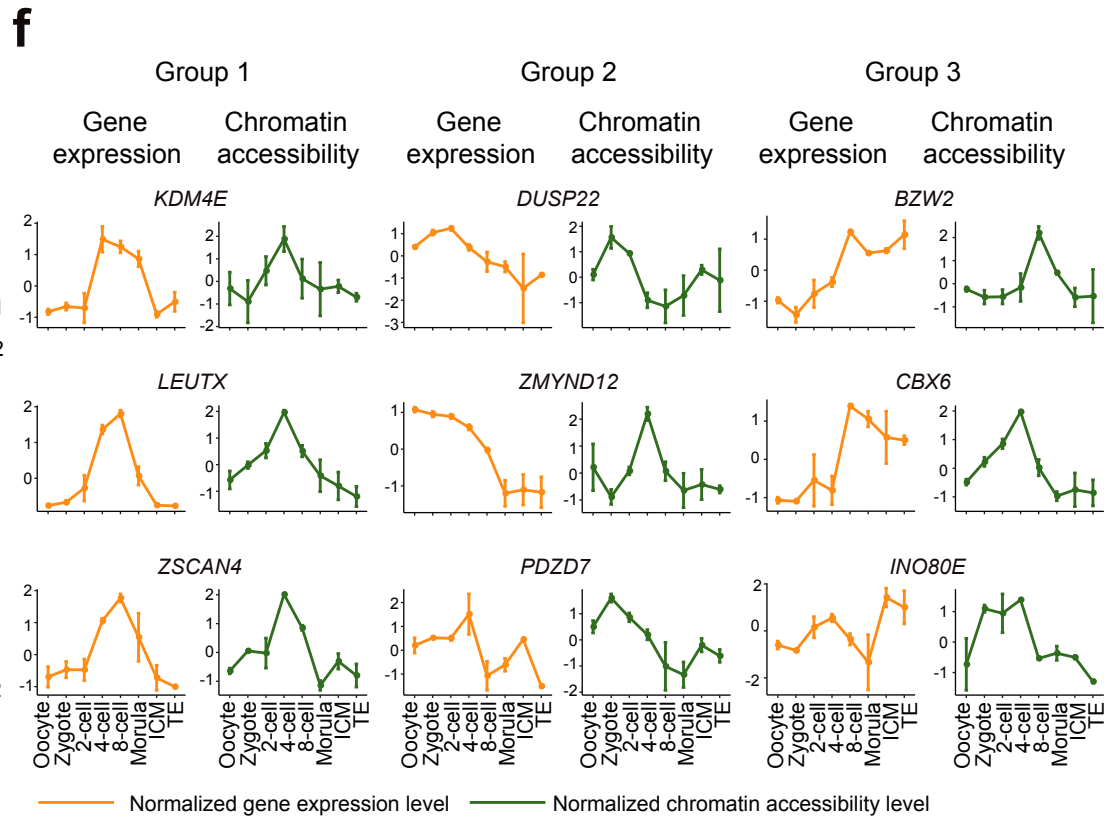 f
Group 1 Group 2 Group 3
Gene expression Chromatin accessibility Gene expression Chromatin accessibility Gene expression Chromatin accessibility
KDM4E DUSP22 BZW2
2 1 0 -1
2 1 0 -1 -2
1 0 -1 -2 -3
2 1 0 -1
1 0 -1
2 1 0 -1
2
LEUTX ZMYND12 CBX6
2 1 0
2 1 0 -1
1 0 -1
2 1 0 -1
1 0 -1
2 1 0 -1
ZSCAN4 PDZD7 INO80E
2 1 0 -1
2 1 0 -1
2 1 0 -1
1 0 -1 -2
2 0 -2
1 0 -1
Oocyte Zygote 2-cell 4-cell 8-cell Morula ICM TE
Oocyte Zygote 2-cell 4-cell 8-cell Morula ICM TE
Oocyte Zygote 2-cell 4-cell 8-cell Morula ICM TE
Oocyte Zygote 2-cell 4-cell 8-cell Morula ICM TE
Oocyte Zygote 2-cell 4-cell 8-cell Morula ICM TE
Oocyte Zygote 2-cell 4-cell 8-cell Morula ICM TE
Normalized gene expression level Normalized chromatin accessibility level